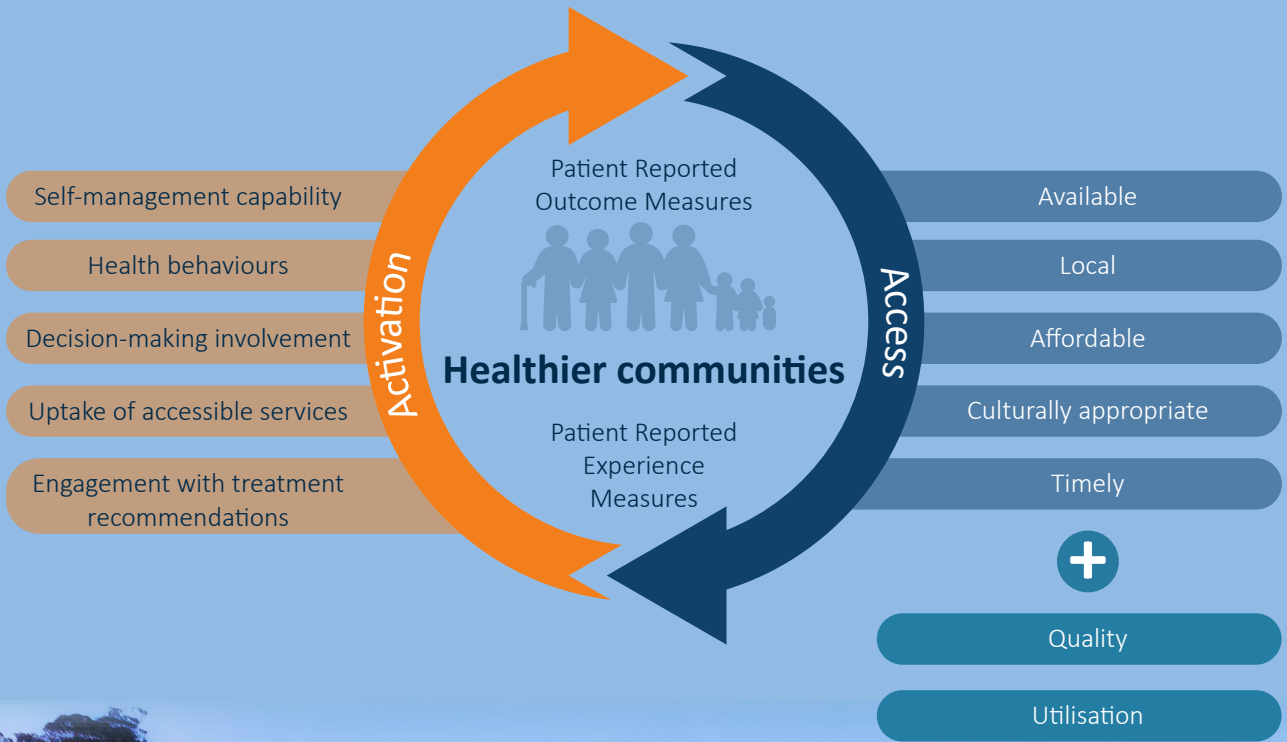 Activation
Self-management capability
Health behaviours
Decision-making involvement
Uptake of accessible services
Engagement with treatment
recommendations
Patient Reported
Outcome Measures
Healthier communities
Patient Reported
Experience
Measures
Access
Available
Local
Affordable
Culturally appropriate
Timely
+
Quality
Utilisation